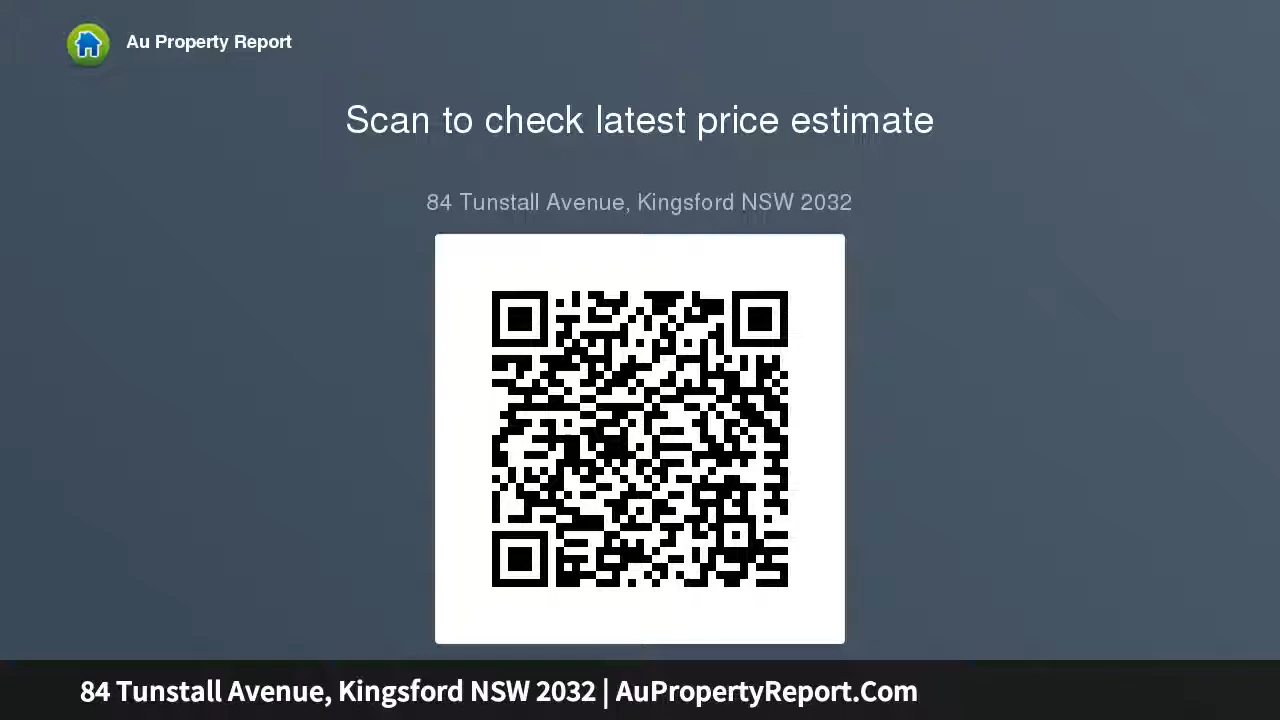 Au Property Report
Scan to check latest price estimate
84 Tunstall Avenue, Kingsford NSW 2032
84 Tunstall Avenue, Kingsford NSW 2032 | AuPropertyReport.Com